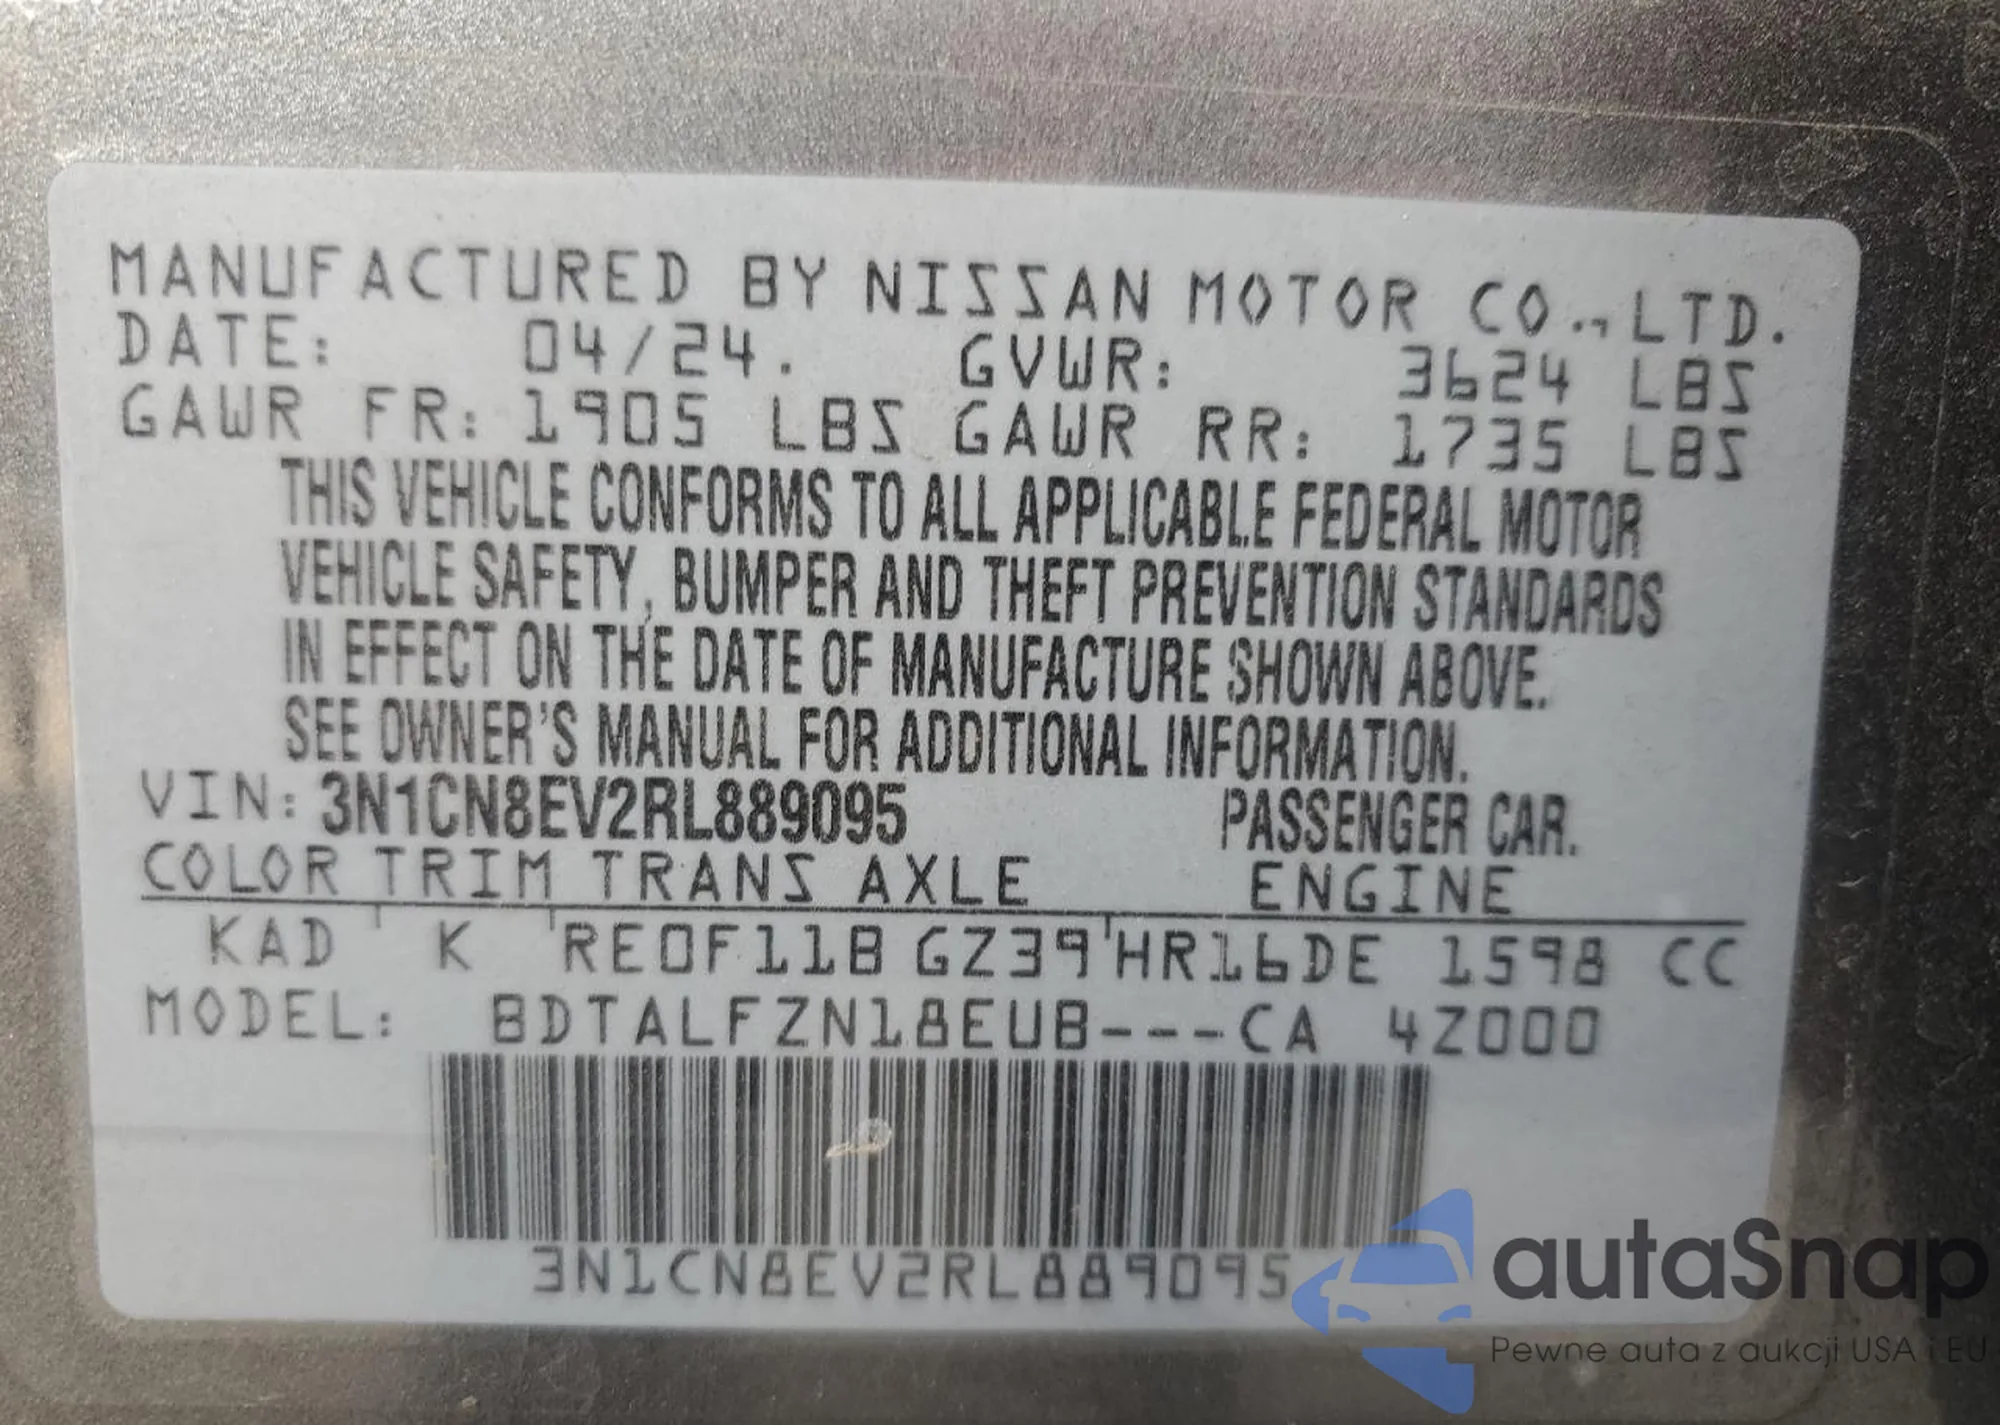 MANUFACTURED BY NISSAN MOTOR CO., LTD.
DATE: 04/24. GVWR: 3624 LBS
GAWR FR: 1905 LBS GAWR RR: 1735 LBS
THIS VEHICLE CONFORMS TO ALL APPLICABLE FEDERAL MOTOR
VEHICLE SAFETY, BUMPER AND THEFT PREVENTION STANDARDS
IN EFFECT ON THE DATE OF MANUFACTURE SHOWN ABOVE.
SEE OWNER'S MANUAL FOR ADDITIONAL INFORMATION.
VIN: 3N1CN8EV2RL889095 PASSENGER CAR.
COLOR TRIM TRANS AXLE ENGINE
KAD K RE0F11B GZ39 HR16DE 1598 CC
MODEL: BDTALFZN18EUB---CA 4Z000
3N1CN8EV2RL889095
autaSnap
Pewne auta z aukcji USA i EU